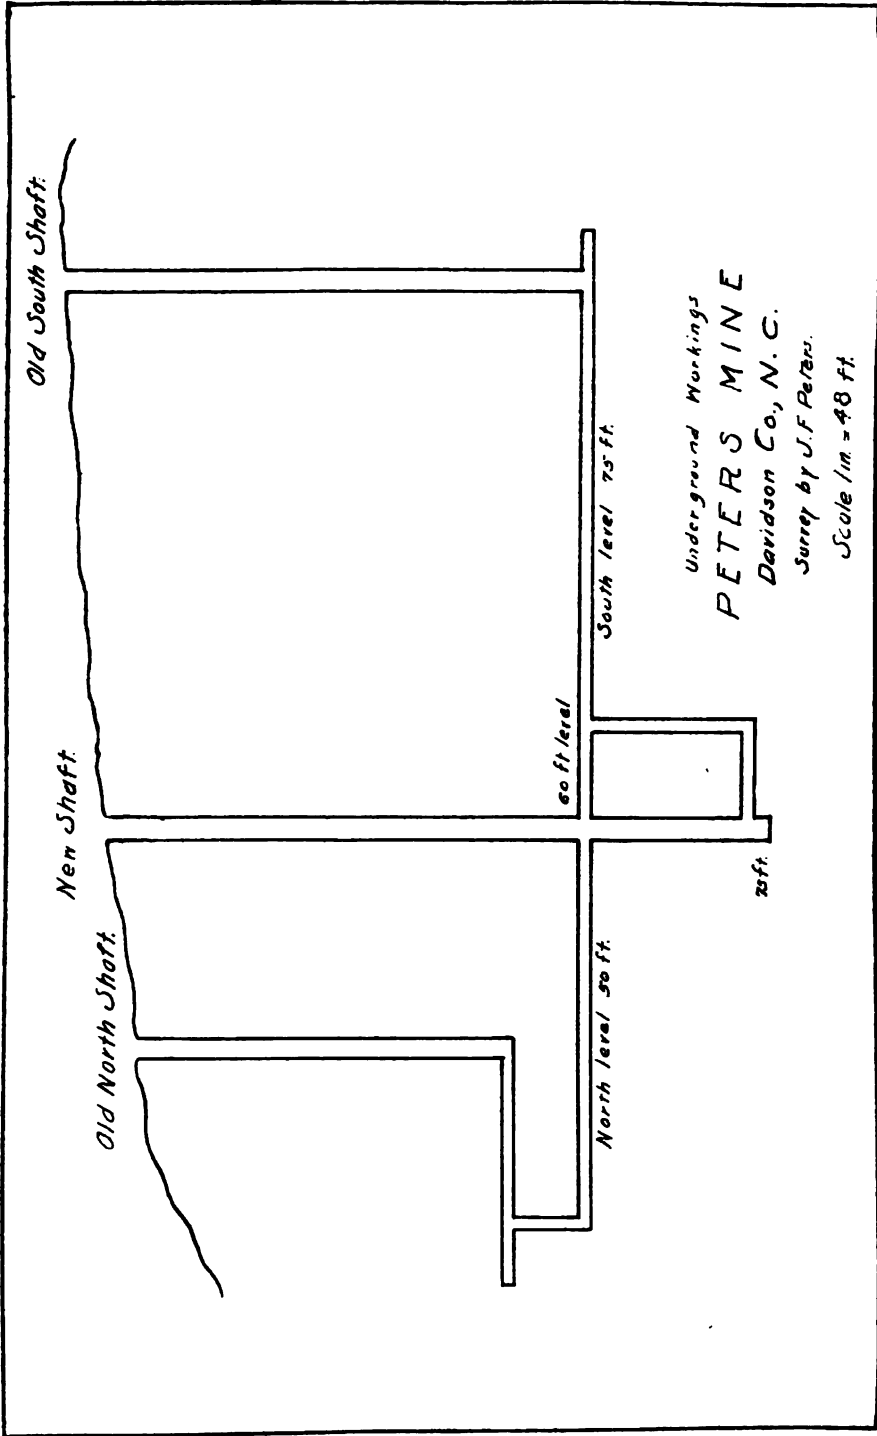 Old North Shaft.
New Shaft.
Old South Shaft.
60 ft level
North level 50 ft.
South level 75 ft.
75 ft.
Underground Workings
PETERS MINE
Davidson Co., N.C.
Survey by J.F Peters.
Scale 1 in. = 48 ft.